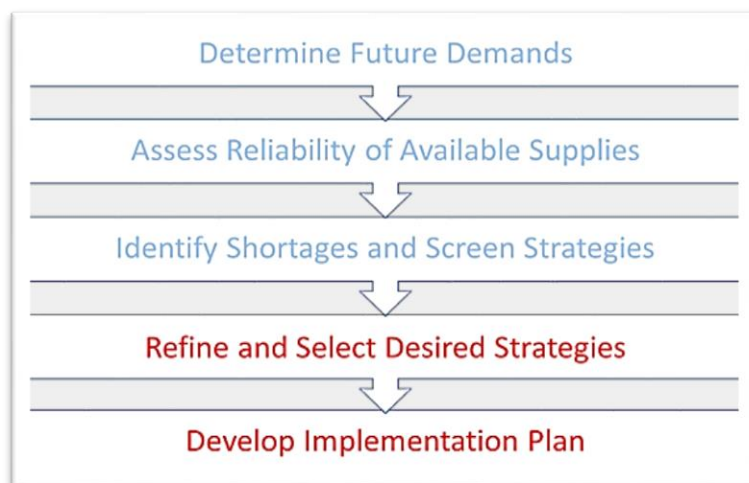 Determine Future Demands
Assess Reliability of Available Supplies
Identify Shortages and Screen Strategies
Refine and Select Desired Strategies
Develop Implementation Plan